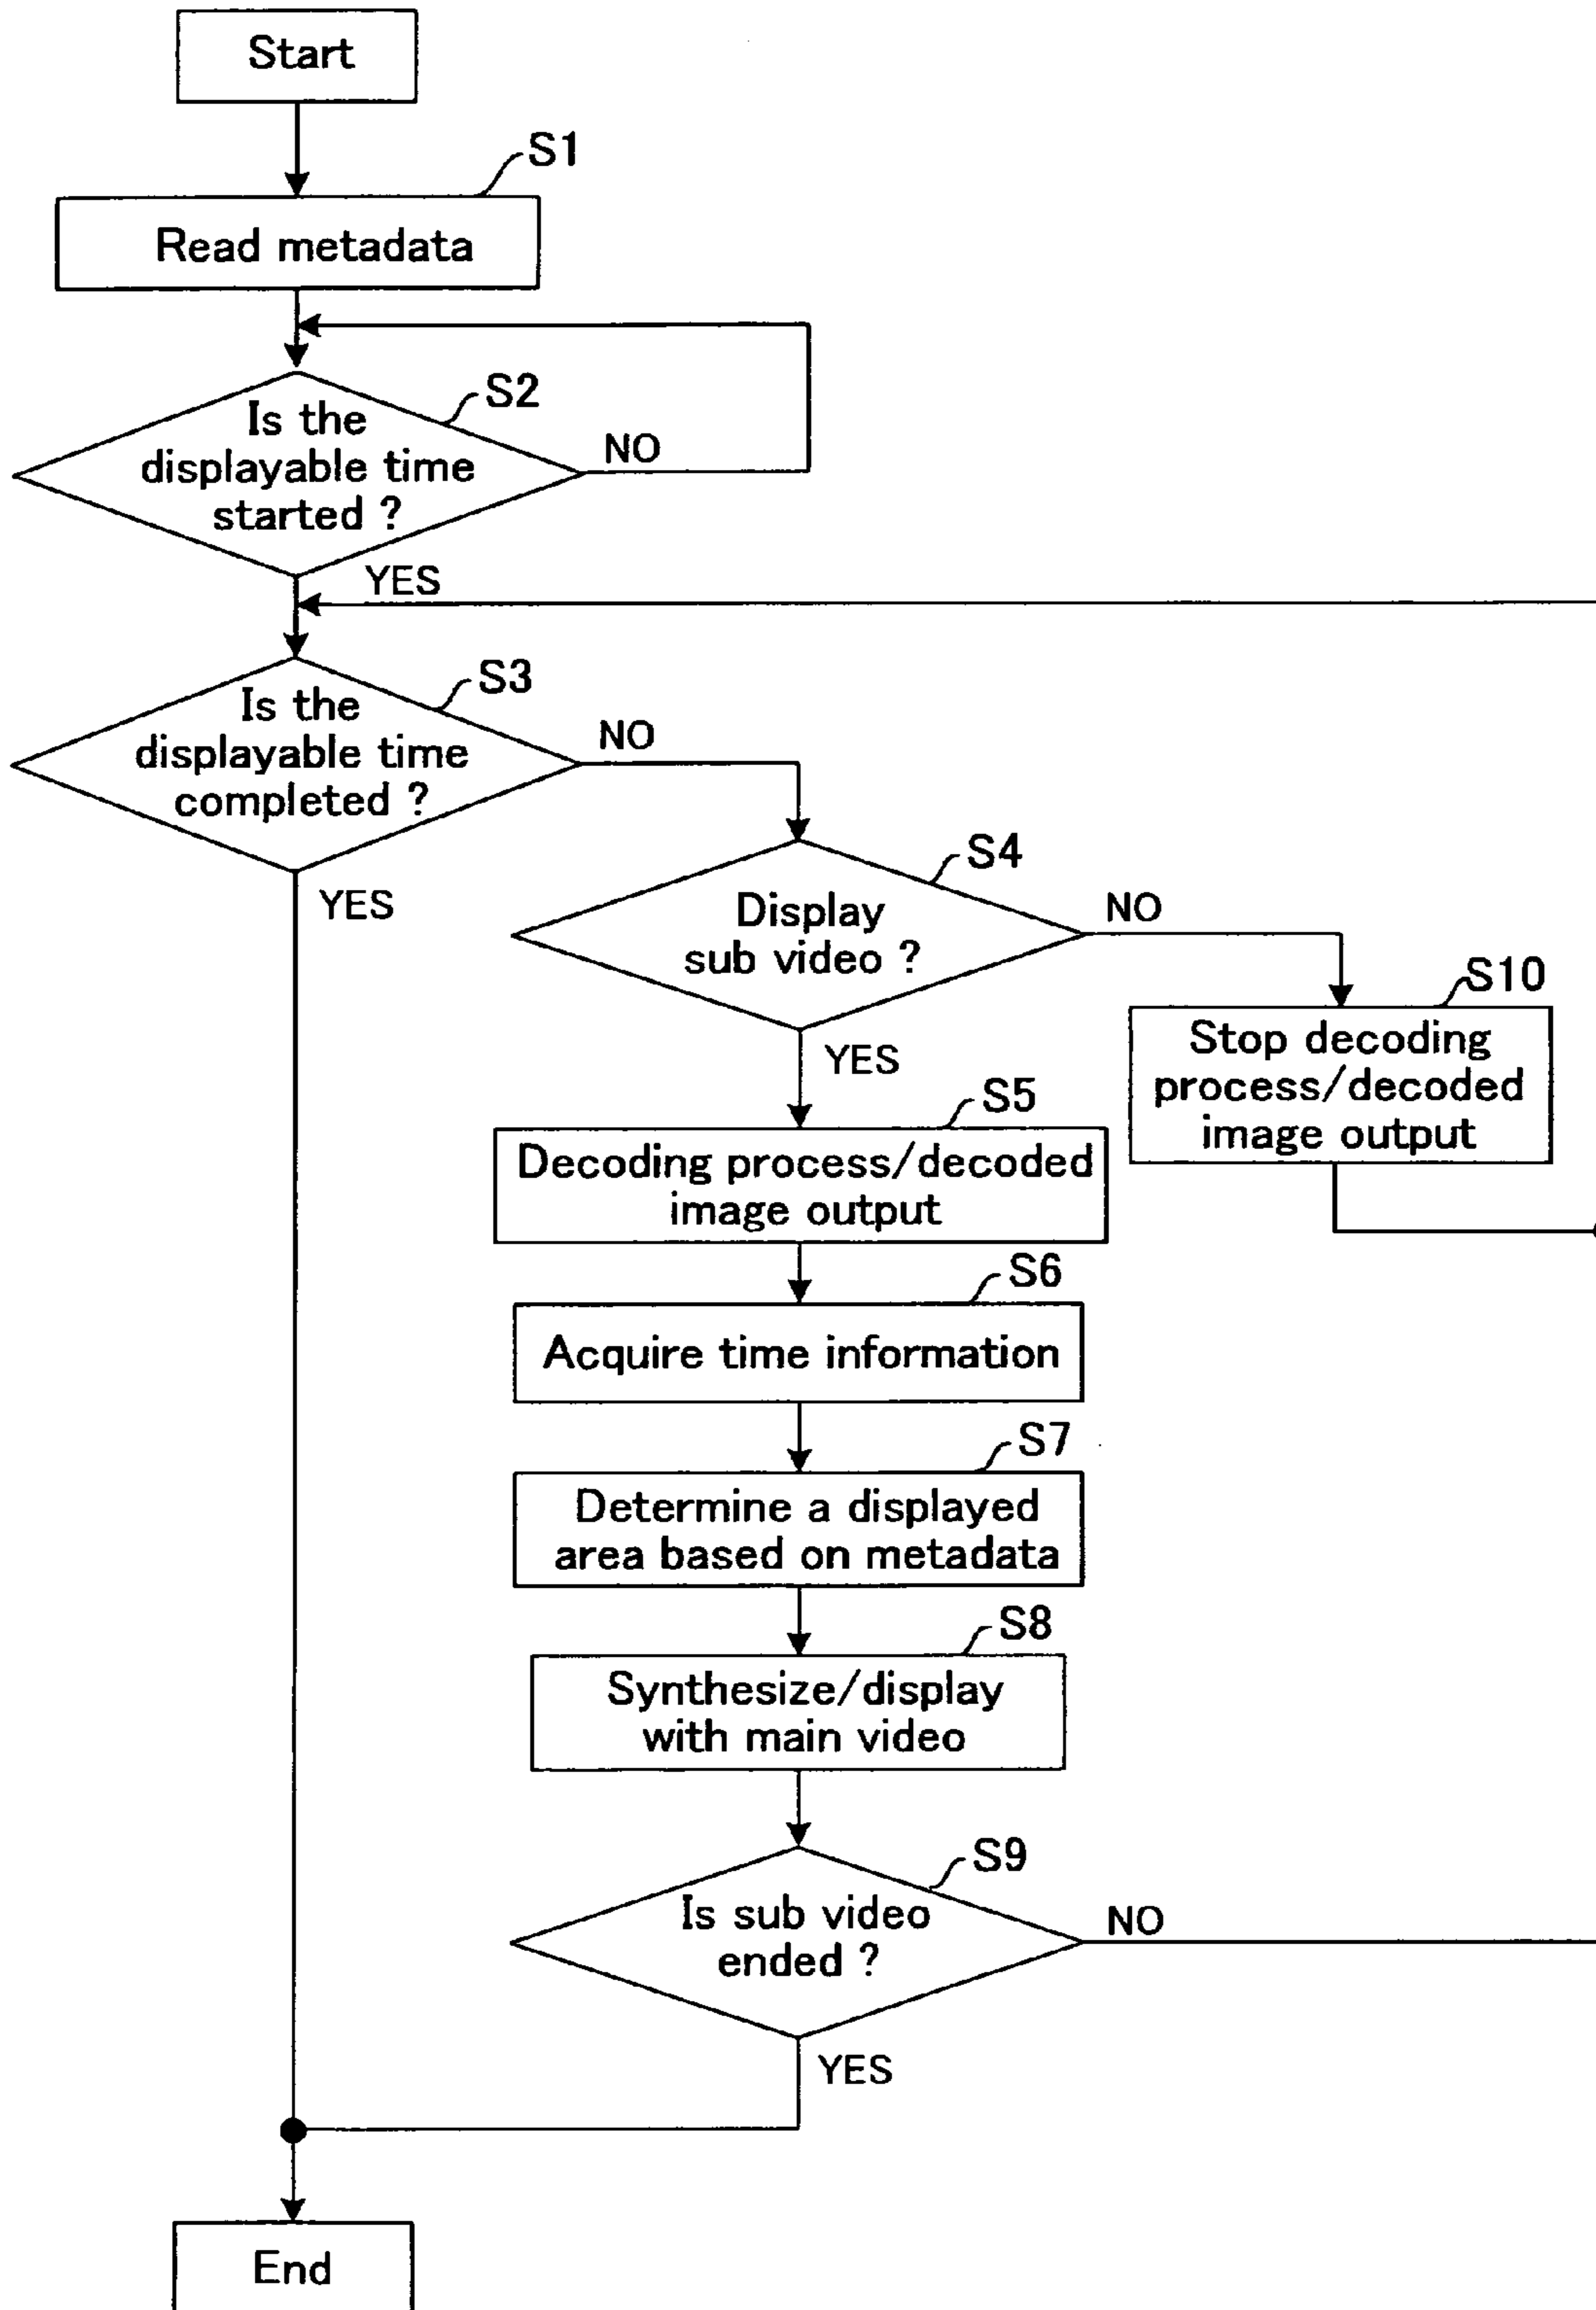 Start
S1
Read metadata
S2
Is the
displayable time
started ?
NO
YES
S3
Is the
displayable time
completed ?
NO
YES
S4
Display
sub video ?
NO
YES
S10
Stop decoding
process/decoded
image output
S5
Decoding process/decoded
image output
S6
Acquire time information
S7
Determine a displayed
area based on metadata
S8
Synthesize/display
with main video
S9
Is sub video
ended ?
NO
YES
End